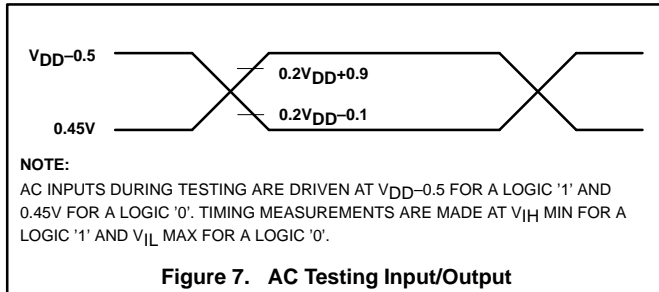 VDD–0.5
0.2VDD+0.9
0.2VDD–0.1
0.45V
NOTE:
AC INPUTS DURING TESTING ARE DRIVEN AT VDD–0.5 FOR A LOGIC '1' AND
0.45V FOR A LOGIC '0'. TIMING MEASUREMENTS ARE MADE AT VIH MIN FOR A
LOGIC '1' AND VIL MAX FOR A LOGIC '0'.
Figure 7. AC Testing Input/Output